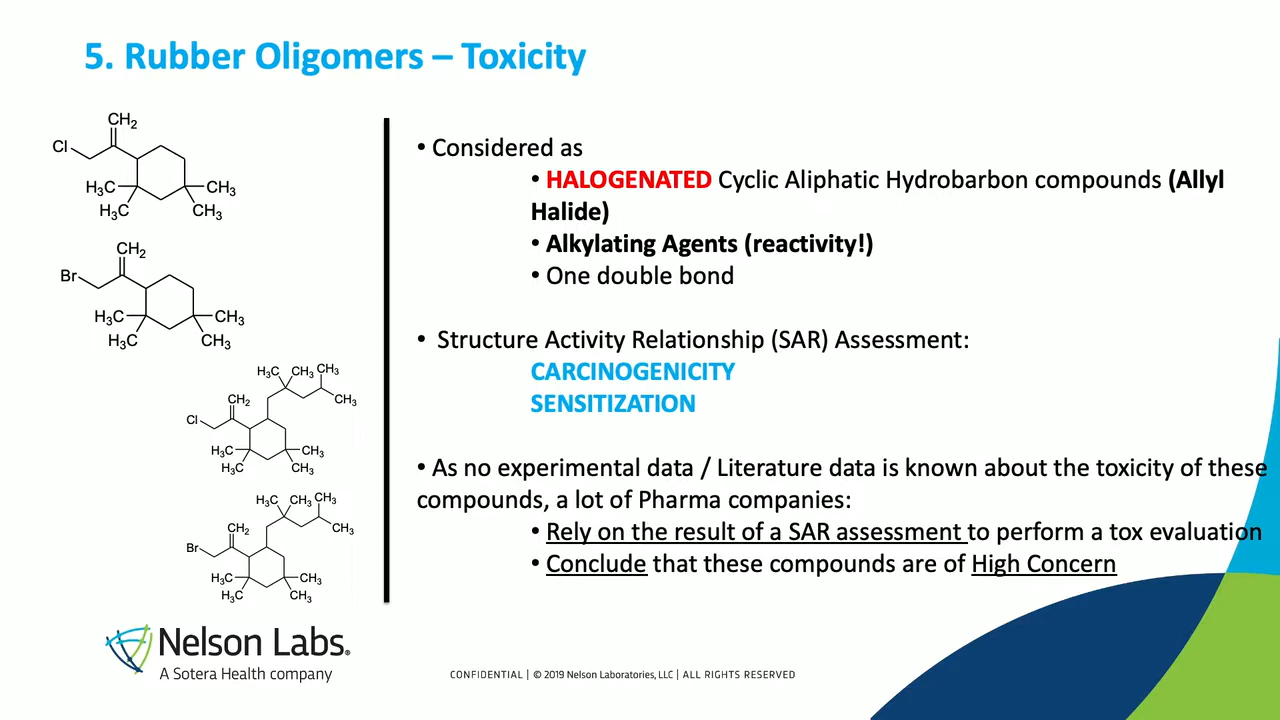 5. Rubber Oligomers – Toxicity
CH2
Cl
H3C
CH3
H3C
CH3
CH2
Br
H3C
CH3
H3C
CH3
H3C
CH3
CH3
CH2
CH3
Cl
H3C
CH3
H3C
CH3
H3C
CH3
CH3
CH2
CH3
Br
H3C
CH3
H3C
CH3
• Considered as
• HALOGENATED Cyclic Aliphatic Hydrobarbon compounds (Allyl
Halide)
• Alkylating Agents (reactivity!)
• One double bond
• Structure Activity Relationship (SAR) Assessment:
CARCINOGENICITY
SENSITIZATION
• As no experimental data / Literature data is known about the toxicity of these
compounds, a lot of Pharma companies:
• Rely on the result of a SAR assessment to perform a tox evaluation
• Conclude that these compounds are of High Concern
Nelson Labs®
A Sotera Health company
CONFIDENTIAL | © 2019 Nelson Laboratories, LLC | ALL RIGHTS RESERVED